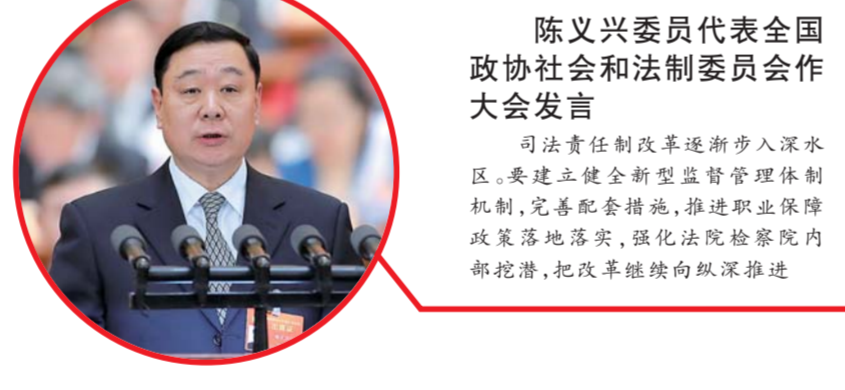 陈义兴委员代表全国
政协社会和法制委员会作
大会发言
司法责任制改革逐渐步入深水
区。要建立健全新型监督管理体制
机制,完善配套措施,推进职业保障
政策落地落实,强化法院检察院内
部挖潜,把改革继续向纵深推进